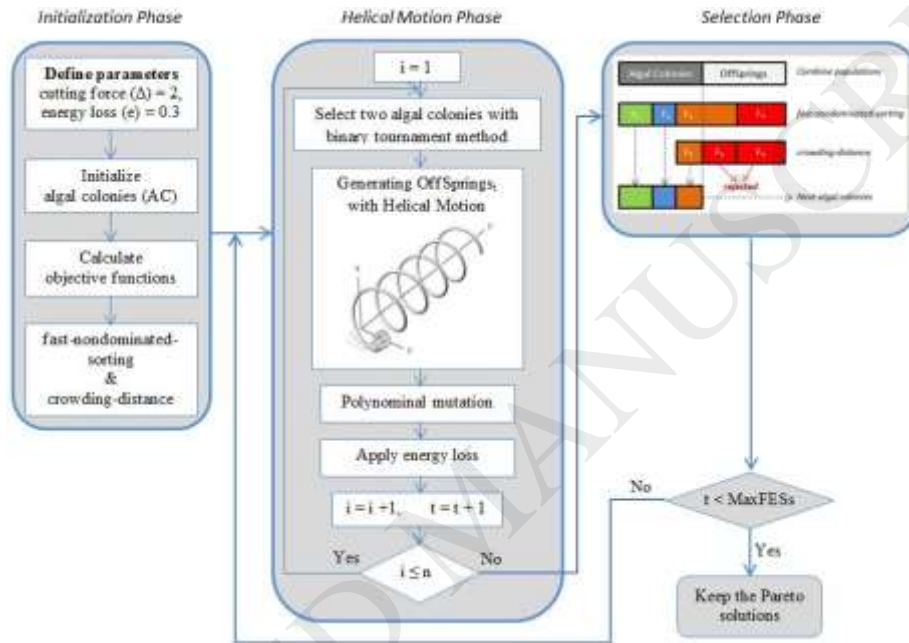 Initialization Phase
Define parameters
cutting force (Δ) = 2,
energy loss (e) = 0.3
Initialize
algal colonies (AC)
Calculate
objective functions
fast-nondominated-
sorting
&
crowding-distance
Helical Motion Phase
i = 1
Select two algal colonies with
binary tournament method
Generating OffSprings,
with Helical Motion
Polynominal mutation
Apply energy loss
i = i +1, t = t + 1
i ≤ n
Yes
No
Selection Phase
Algal Colonies
OffSprings
Combine populations
fast-nondominated-sorting
crowding-distance
rejected
Next algal colonies
t < MaxFESs
No
Yes
Keep the Pareto
solutions
ED MANUSCRI